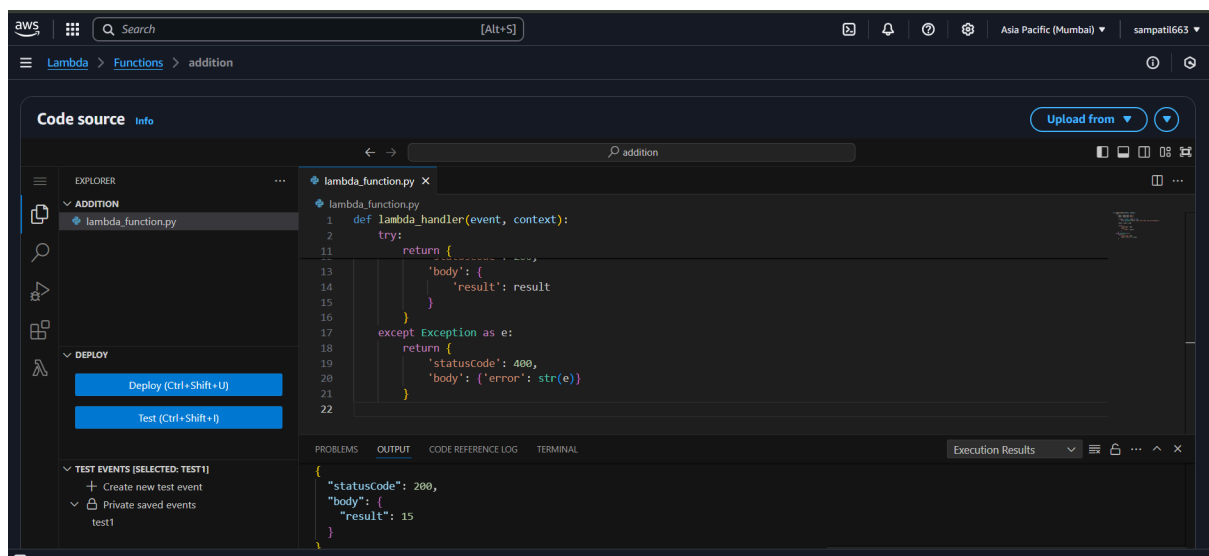 aws
Search [Alt+S]
Asia Pacific (Mumbai) ▼
sampatil663 ▼
Lambda > Functions > addition
Code source Info
Upload from ▼
addition
EXPLORER ...
ADDITION
lambda_function.py
DEPLOY
Deploy (Ctrl+Shift+U)
Test (Ctrl+Shift+I)
TEST EVENTS [SELECTED: TEST1]
+ Create new test event
Private saved events
test1
lambda_function.py ×
lambda_function.py
1 def lambda_handler(event, context):
2 try:
11 return {
13 'body': {
14 'result': result
15 }
16 }
17 except Exception as e:
18 return {
19 'statusCode': 400,
20 'body': {'error': str(e)}
21 }
22
PROBLEMS OUTPUT CODE REFERENCE LOG TERMINAL
Execution Results
{
"statusCode": 200,
"body": {
"result": 15
}
}